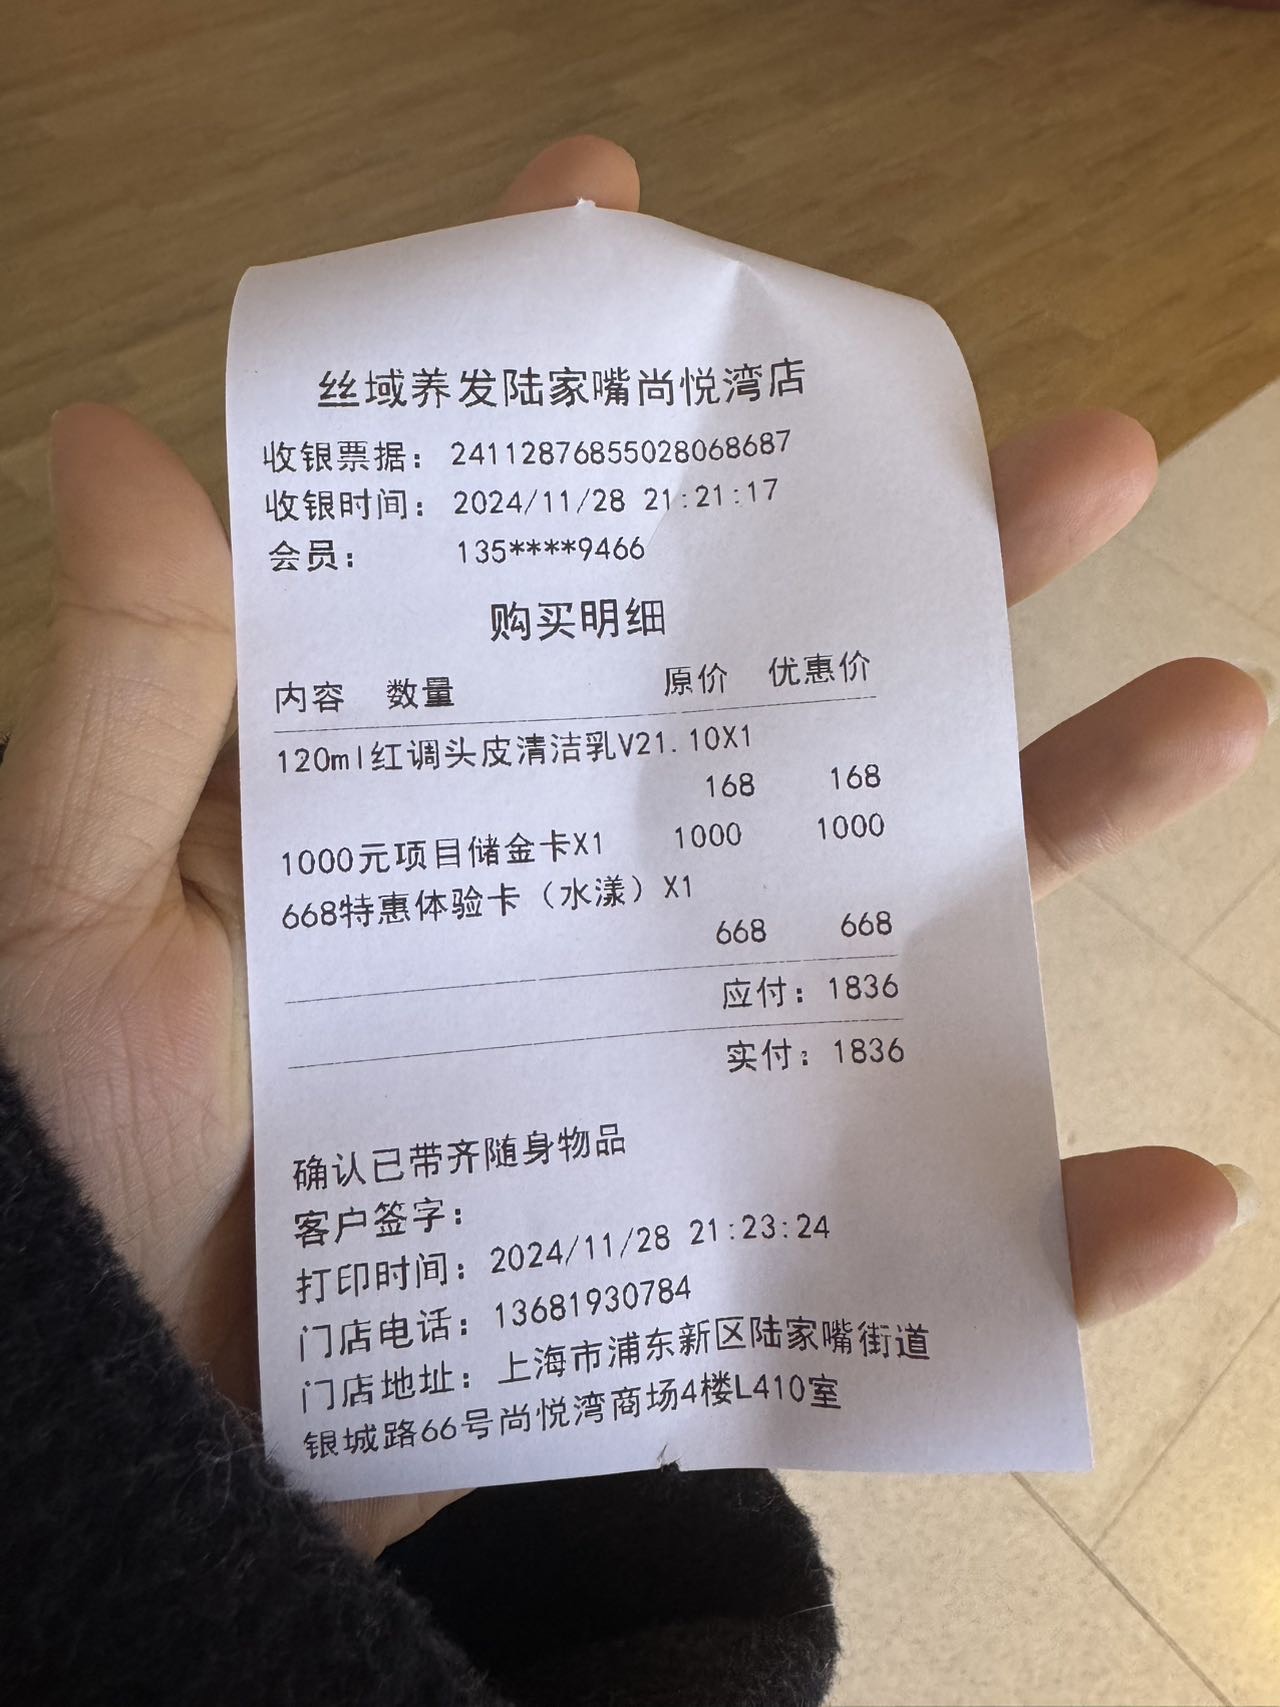 丝域养发陆家嘴尚悦湾店
收银票据： 24112876855028068687
收银时间： 2024/11/28 21:21:17
会员： 135****9466
购买明细
内容 数量 原价 优惠价
120ml红调头皮清洁乳V21.10X1
168 168
1000元项目储金卡X1 1000 1000
668特惠体验卡（水漾）X1
668 668
应付：1836
实付：1836
确认已带齐随身物品
客户签字：
打印时间：2024/11/28 21:23:24
门店电话：13681930784
门店地址：上海市浦东新区陆家嘴街道
银城路66号尚悦湾商场4楼L410室